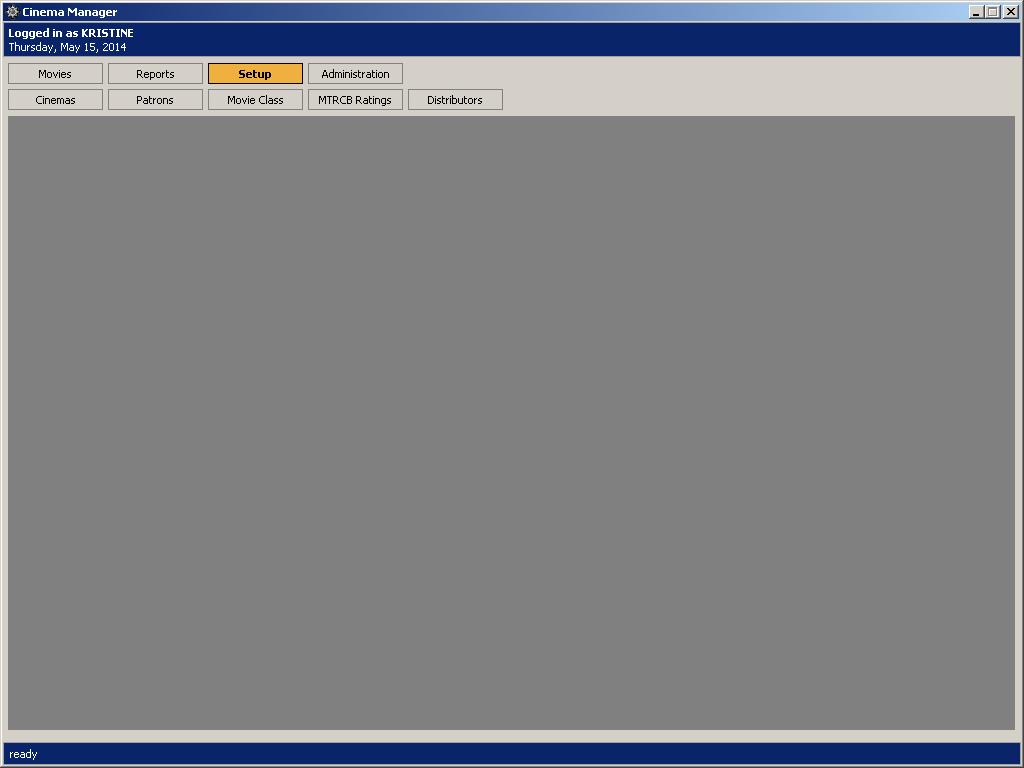 Cinema Manager
Logged in as KRISTINE
Thursday, May 15, 2014
Movies Reports Setup Administration
Cinemas Patrons Movie Class MTRCB Ratings Distributors
ready